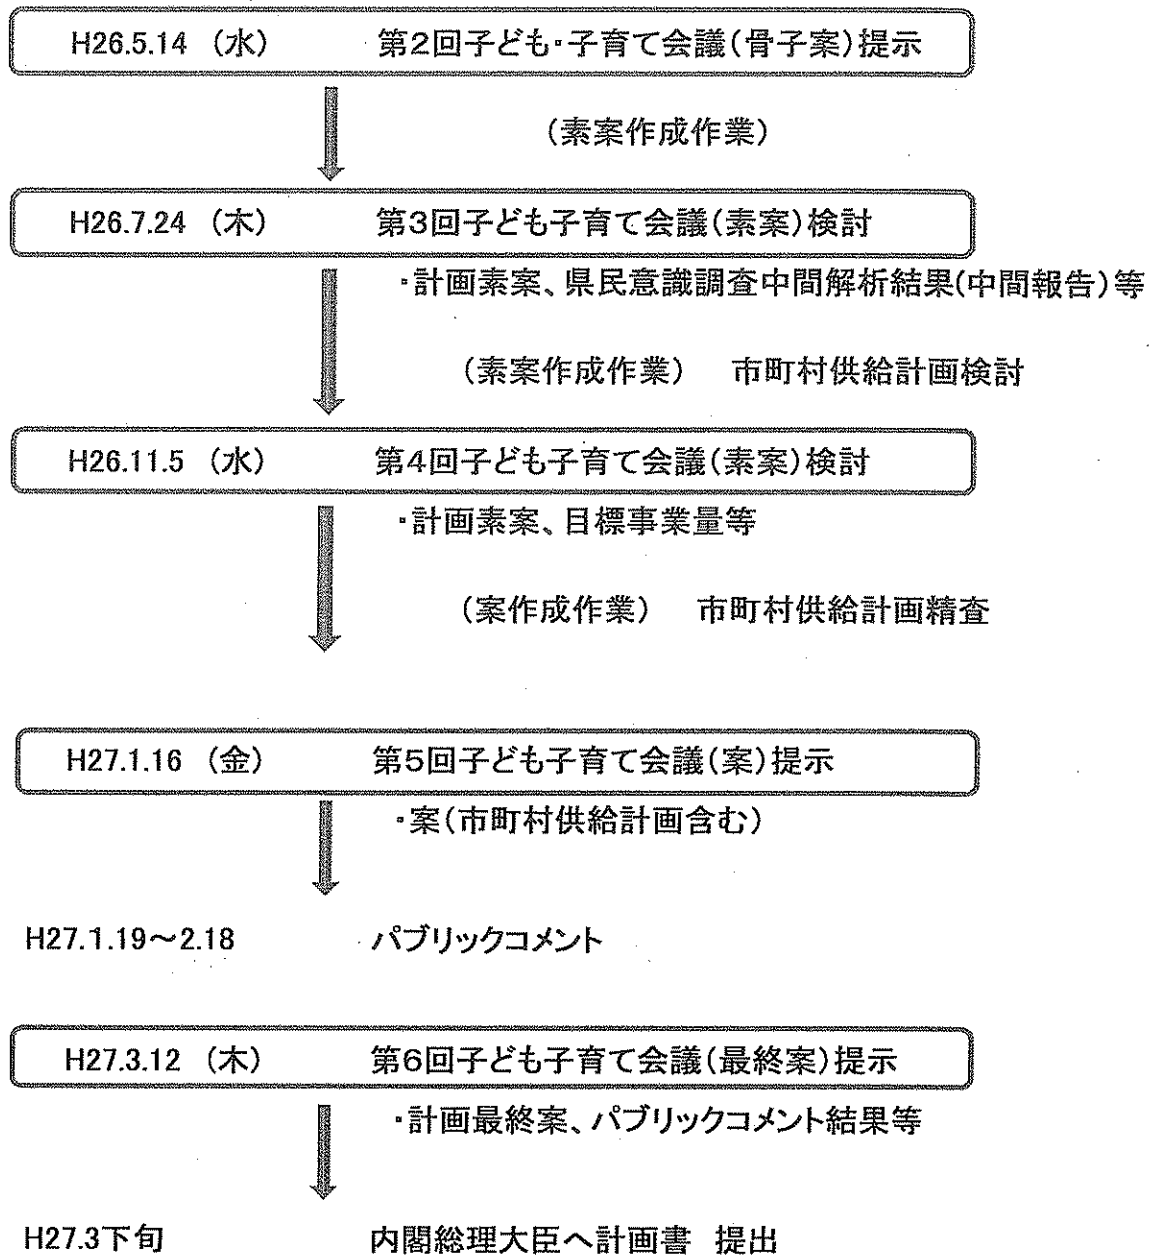 H26.5.14 (水) 第2回子ども・子育て会議(骨子案)提示
(素案作成作業)
H26.7.24 (木) 第3回子ども子育て会議(素案)検討
・計画素案、県民意識調査中間解析結果(中間報告)等
(素案作成作業) 市町村供給計画検討
H26.11.5 (水) 第4回子ども子育て会議(素案)検討
・計画素案、目標事業量等
(案作成作業) 市町村供給計画精査
H27.1.16 (金) 第5回子ども子育て会議(案)提示
・案(市町村供給計画含む)
H27.1.19～2.18 パブリックコメント
H27.3.12 (木) 第6回子ども子育て会議(最終案)提示
・計画最終案、パブリックコメント結果等
H27.3下旬 内閣総理大臣へ計画書 提出